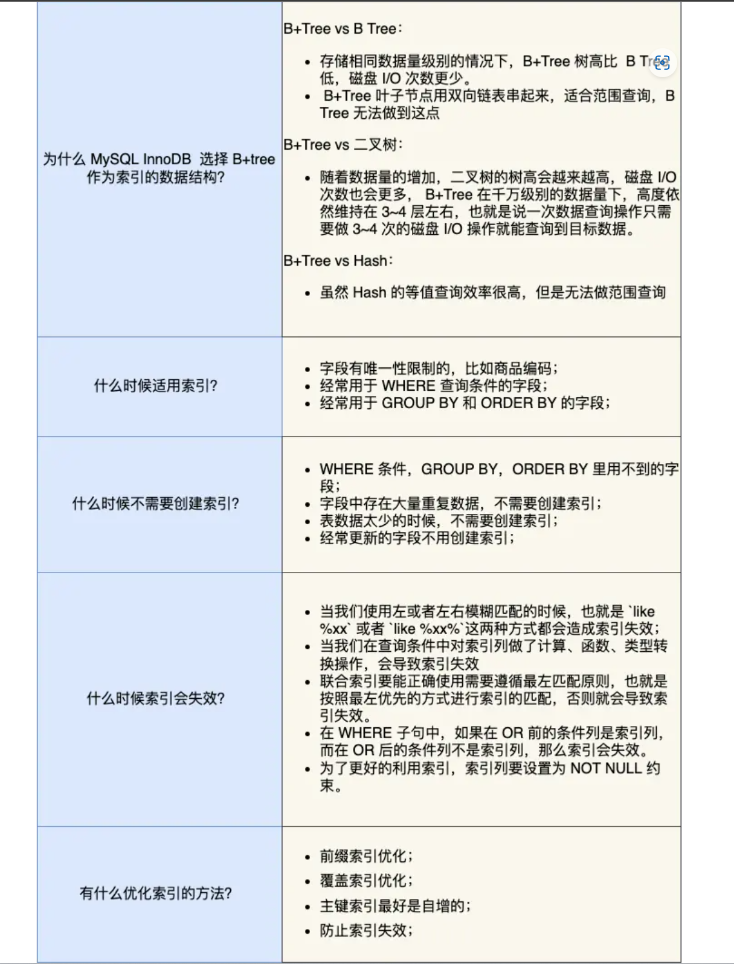 为什么 MySQL InnoDB 选择 B+tree
作为索引的数据结构?
B+Tree vs B Tree:
• 存储相同数据量级别的情况下,B+Tree 树高比 B Tree
低,磁盘 I/O 次数更少。
• B+Tree 叶子节点用双向链表串起来,适合范围查询,B
Tree 无法做到这点
B+Tree vs 二叉树:
• 随着数据量的增加,二叉树的树高会越来越高,磁盘 I/O
次数也会更多, B+Tree 在千万级别的数据量下,高度依
然维持在 3~4 层左右,也就是说一次数据查询操作只需
要做 3~4 次的磁盘 I/O 操作就能查询到目标数据。
B+Tree vs Hash:
• 虽然 Hash 的等值查询效率很高,但是无法做范围查询
什么时候适用索引?
• 字段有唯一性限制的,比如商品编码;
• 经常用于 WHERE 查询条件的字段;
• 经常用于 GROUP BY 和 ORDER BY 的字段;
什么时候不需要创建索引?
• WHERE 条件,GROUP BY,ORDER BY 里用不到的字
段;
• 字段中存在大量重复数据,不需要创建索引;
• 表数据太少的时候,不需要创建索引;
• 经常更新的字段不用创建索引;
什么时候索引会失效?
• 当我们使用左或者左右模糊匹配的时候,也就是 `like
%xx` 或者 `like %xx%`这两种方式都会造成索引失效;
• 当我们在查询条件中对索引列做了计算、函数、类型转
换操作,会导致索引失效
• 联合索引要能正确使用需要遵循最左匹配原则,也就是
按照最左优先的方式进行索引的匹配,否则就会导致索
引失效。
• 在 WHERE 子句中,如果在 OR 前的条件列是索引列,
而在 OR 后的条件列不是索引列,那么索引会失效。
• 为了更好的利用索引,索引列要设置为 NOT NULL 约
束。
有什么优化索引的方法?
• 前缀索引优化;
• 覆盖索引优化;
• 主键索引最好是自增的;
• 防止索引失效;